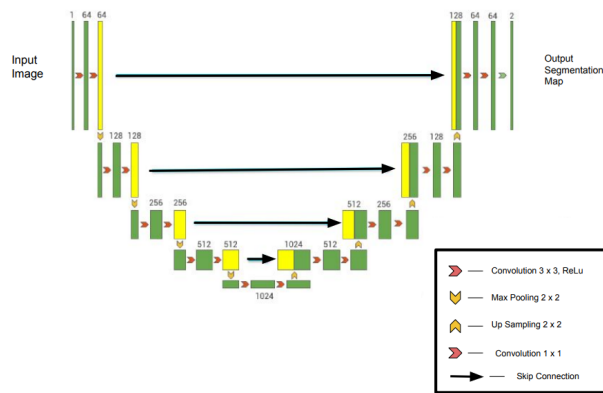 1 64 64
128 64 64 2
Input
Image
Output
Segmentation
Map
128 128
256 128
256 256
512 256
512 512
1024 512
1024
Convolution 3 x 3, ReLu
Max Pooling 2 x 2
Up Sampling 2 x 2
Convolution 1 x 1
Skip Connection